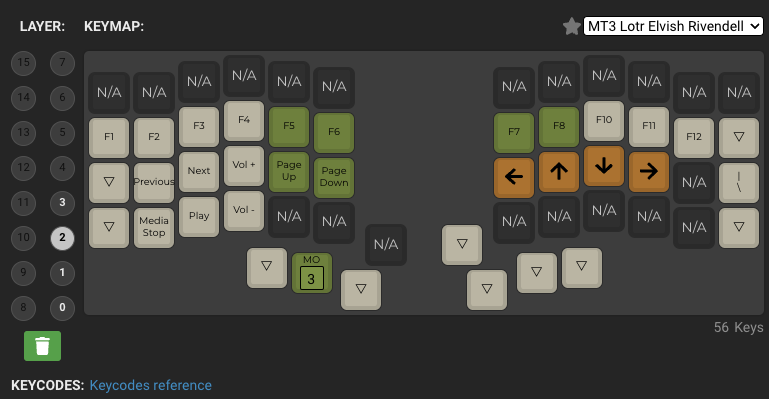 LAYER: KEYMAP: MT3 Lotr Elvish Rivendell
15 7 N/A N/A N/A N/A N/A N/A N/A N/A N/A N/A N/A N/A
14 6
13 5 F1 F2 F3 F4 F5 F6 F7 F8 F10 F11 F12 ▽
12 4 ▽ Previous Next Vol + Page Up Page Down ← ↑ ↓ → N/A | \
11 3
10 2 ▽ Media Stop Play Vol - N/A N/A N/A N/A N/A N/A N/A N/A ▽
9 1 ▽ MO 3 ▽ ▽ ▽ ▽ ▽
8 0
56 Keys
KEYCODES: Keycodes reference